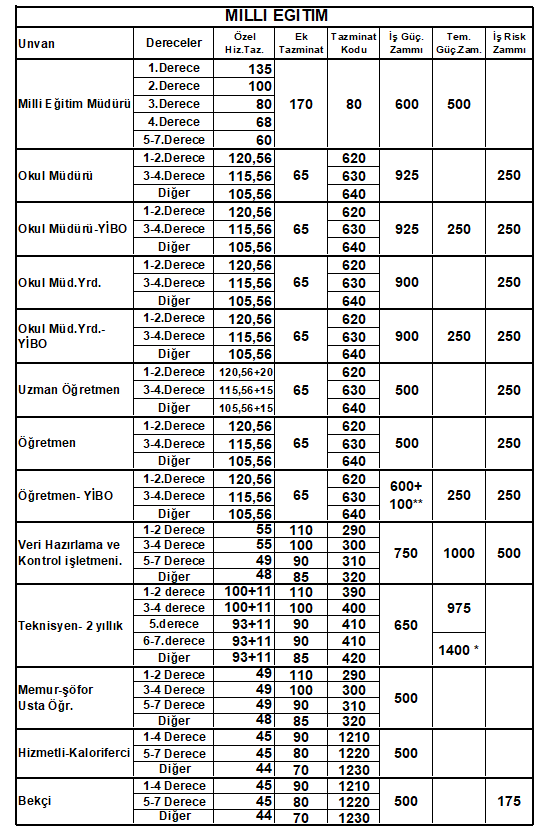 MILLI EGITIM
Unvan Dereceler Özel Hiz.Taz. Ek Tazminat Tazminat Kodu İş Güç. Zammı Tem. Güç.Zam. İş Risk Zammı
Milli Eğitim Müdürü 170 80 600 500
1.Derece 135
2.Derece 100
3.Derece 80
4.Derece 68
5-7.Derece 60
Okul Müdürü 65 925 250
1-2.Derece 120,56 620
3-4.Derece 115,56 630
Diğer 105,56 640
Okul Müdürü-YİBO 65 925 250 250
1-2.Derece 120,56 620
3-4.Derece 115,56 630
Diğer 105,56 640
Okul Müd.Yrd. 65 900 250
1-2.Derece 120,56 620
3-4.Derece 115,56 630
Diğer 105,56 640
Okul Müd.Yrd.-
YİBO 65 900 250 250
1-2.Derece 120,56 620
3-4.Derece 115,56 630
Diğer 105,56 640
Uzman Öğretmen 65 500 250
1-2.Derece 120,56+20 620
3-4.Derece 115,56+15 630
Diğer 105,56+15 640
Öğretmen 65 500 250
1-2.Derece 120,56 620
3-4.Derece 115,56 630
Diğer 105,56 640
Öğretmen- YİBO 65 600+ 100** 250 250
1-2.Derece 120,56 620
3-4.Derece 115,56 630
Diğer 105,56 640
Veri Hazırlama ve
Kontrol işletmeni. 750 1000 500
1-2 Derece 55 110 290
3-4 Derece 55 100 300
5-7 Derece 49 90 310
Diğer 48 85 320
Teknisyen- 2 yıllık 650 975 1400 *
1-2 derece 100+11 110 390
3-4 derece 100+11 100 400
5.derece 93+11 90 410
6-7.derece 93+11 90 410
Diğer 93+11 85 420
Memur-şöfor
Usta Öğr. 500
1-2 Derece 49 110 290
3-4 Derece 49 100 300
5-7 Derece 49 90 310
Diğer 48 85 320
Hizmetli-Kaloriferci 500
1-4 Derece 45 90 1210
5-7 Derece 45 80 1220
Diğer 44 70 1230
Bekçi 500 175
1-4 Derece 45 90 1210
5-7 Derece 45 80 1220
Diğer 44 70 1230